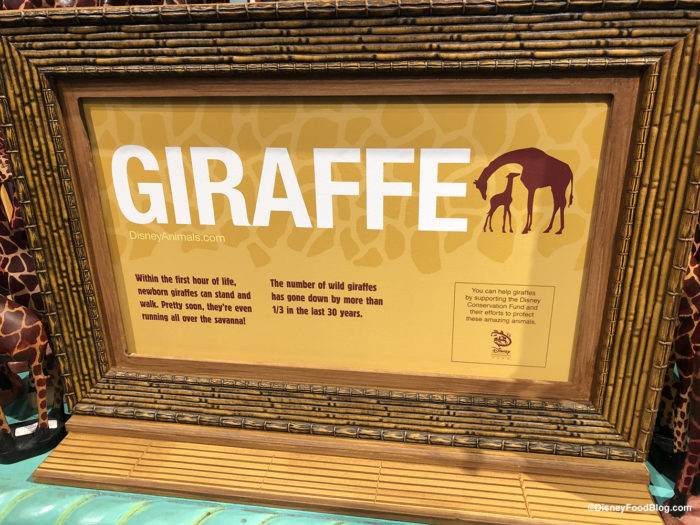 GIRAFFE
DisneyAnimals.com
Within the first hour of life,
newborn giraffes can stand and
walk. Pretty soon, they're even
running all over the savanna!
The number of wild giraffes
has gone down by more than
1/3 in the last 30 years.
You can help giraffes
by supporting the Disney
Conservation Fund and
their efforts to protect
these amazing animals.
Disney
©DisneyFoodBlog.com